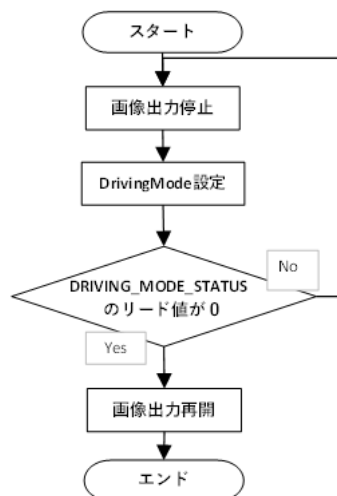 スタート
画像出力停止
DrivingMode設定
DRIVING_MODE_STATUS
のリード値が 0
No
Yes
画像出力再開
エンド